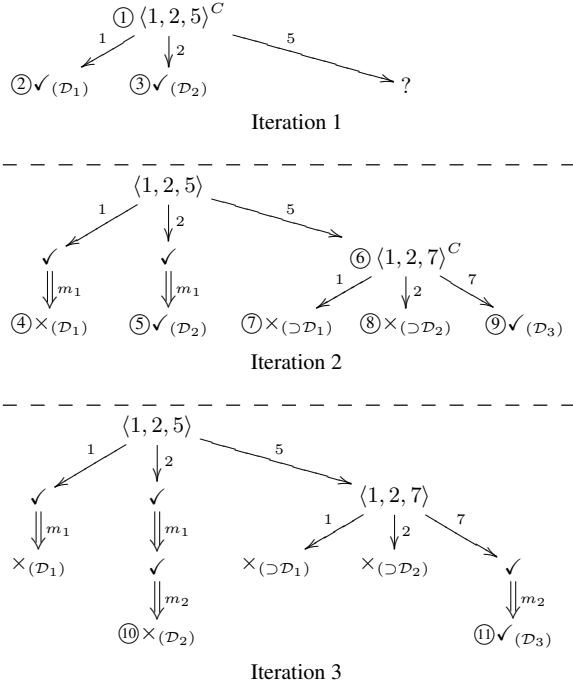 ① ⟨1, 2, 5⟩^C
1 2 5
② ✓(𝒟₁) ③ ✓(𝒟₂) ?
Iteration 1
⟨1, 2, 5⟩
1 2 5
✓ ✓ ⑥ ⟨1, 2, 7⟩^C
m₁ m₁ 1 2 7
④ ×(𝒟₁) ⑤ ✓(𝒟₂) ⑦ ×(⊃𝒟₁) ⑧ ×(⊃𝒟₂) ⑨ ✓(𝒟₃)
Iteration 2
⟨1, 2, 5⟩
1 2 5
✓ ✓ ⟨1, 2, 7⟩
m₁ m₁ 1 2 7
×(𝒟₁) ✓ ×(⊃𝒟₁) ×(⊃𝒟₂) ✓
m₂ m₂
⑩ ×(𝒟₂) ⑪ ✓(𝒟₃)
Iteration 3